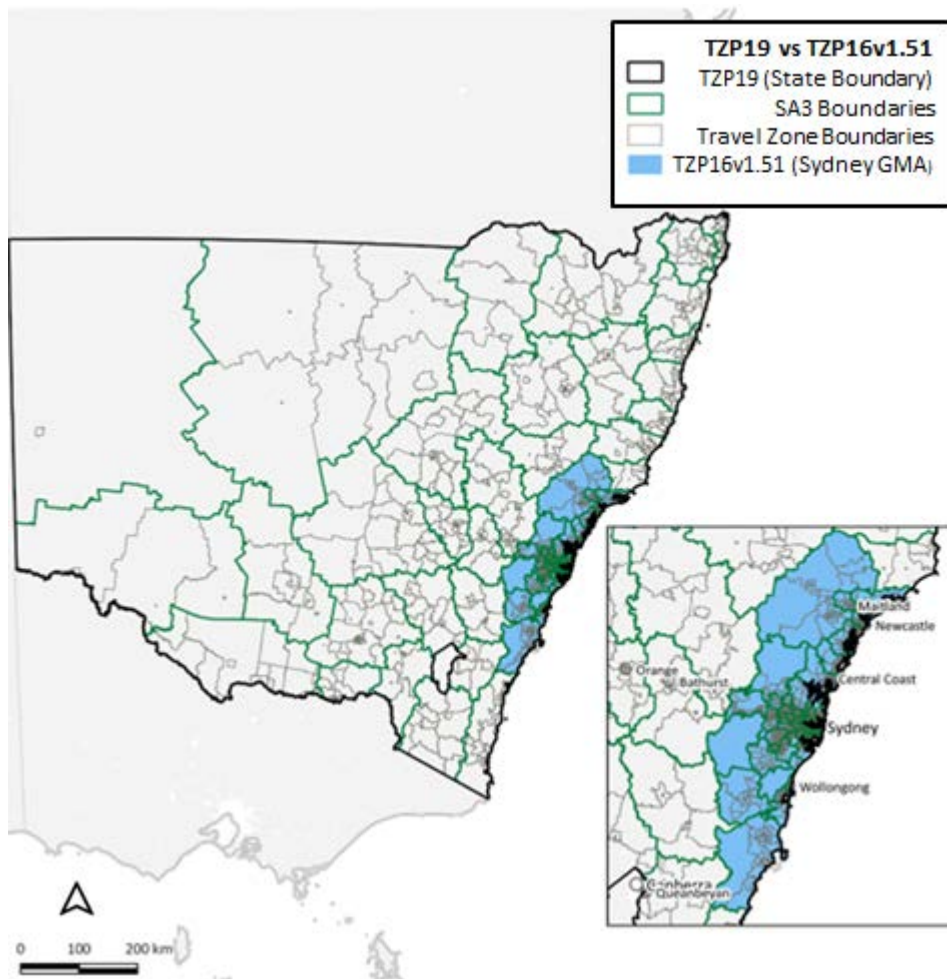 TZP19 vs TZP16v1.51
TZP19 (State Boundary)
SA3 Boundaries
Travel Zone Boundaries
TZP16v1.51 (Sydney GMA)
Maitland
Newcastle
Orange
Bathurst
Central Coast
Sydney
Wollongong
Canberra
Queanbeyan
0 100 200 km